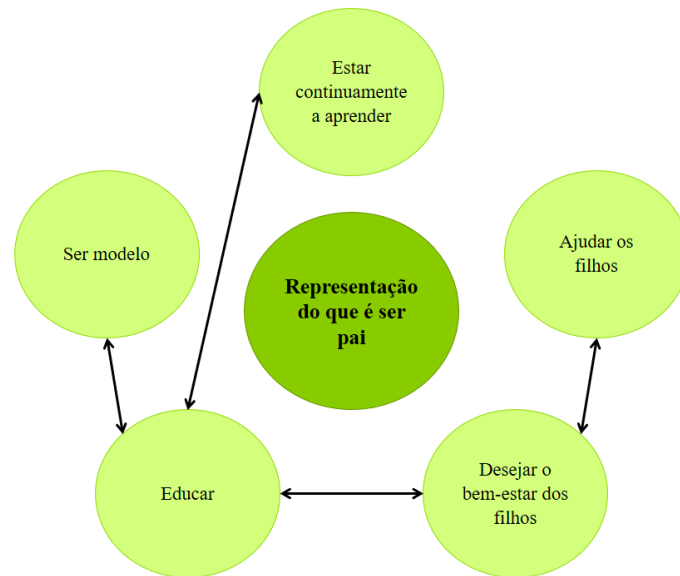 Estar
continuamente
a aprender
Ser modelo
Ajudar os
filhos
Representação
do que é ser
pai
Educar
Desejar o
bem-estar dos
filhos